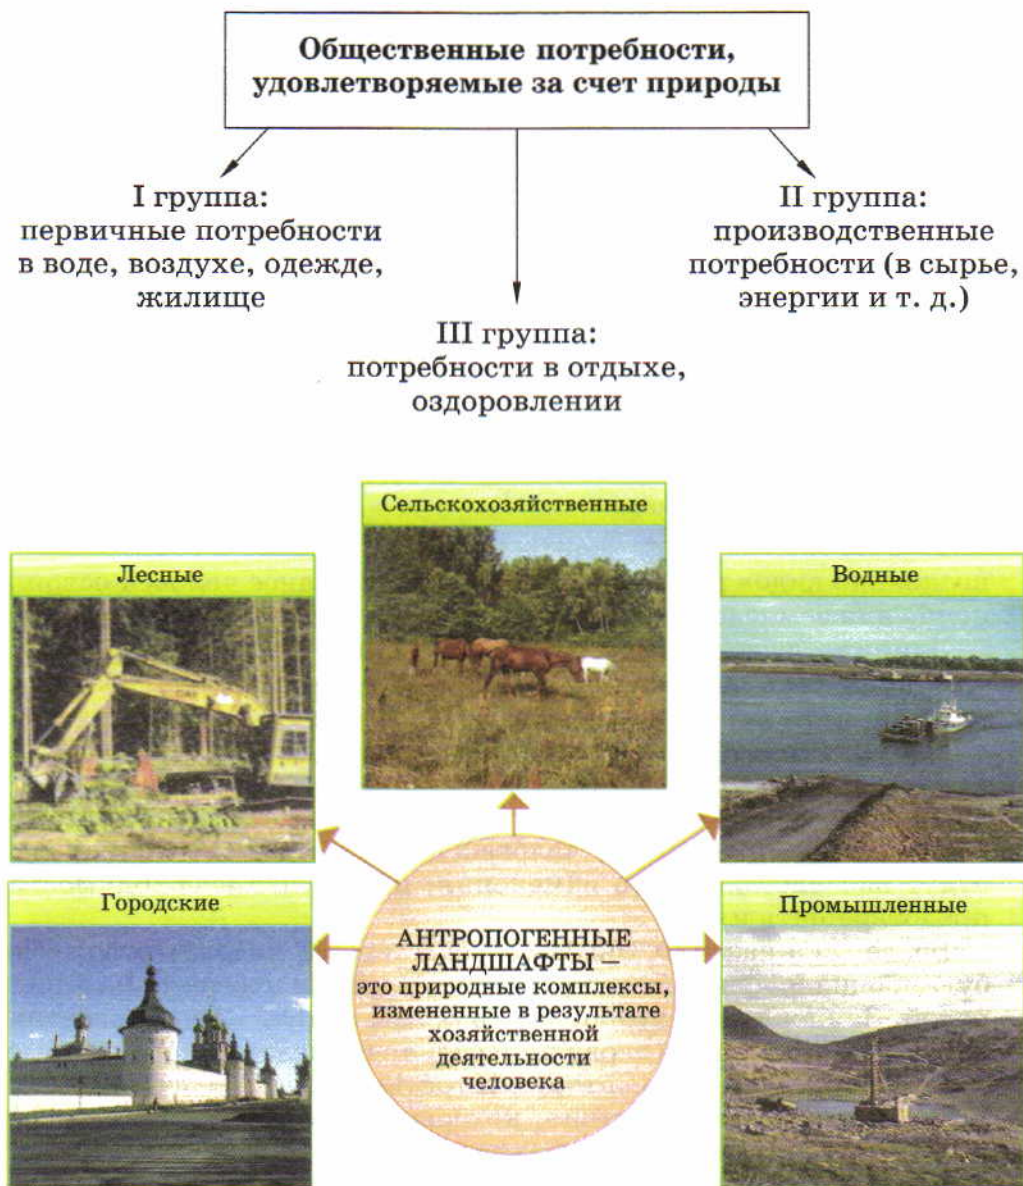 Общественные потребности,
удовлетворяемые за счет природы
I группа:
первичные потребности
в воде, воздухе, одежде,
жилище
II группа:
производственные
потребности (в сырье,
энергии и т. д.)
III группа:
потребности в отдыхе,
оздоровлении
Сельскохозяйственные
Лесные
Водные
Городские
Промышленные
АНТРОПОГЕННЫЕ
ЛАНДШАФТЫ —
это природные комплексы,
измененные в результате
хозяйственной
деятельности
человека